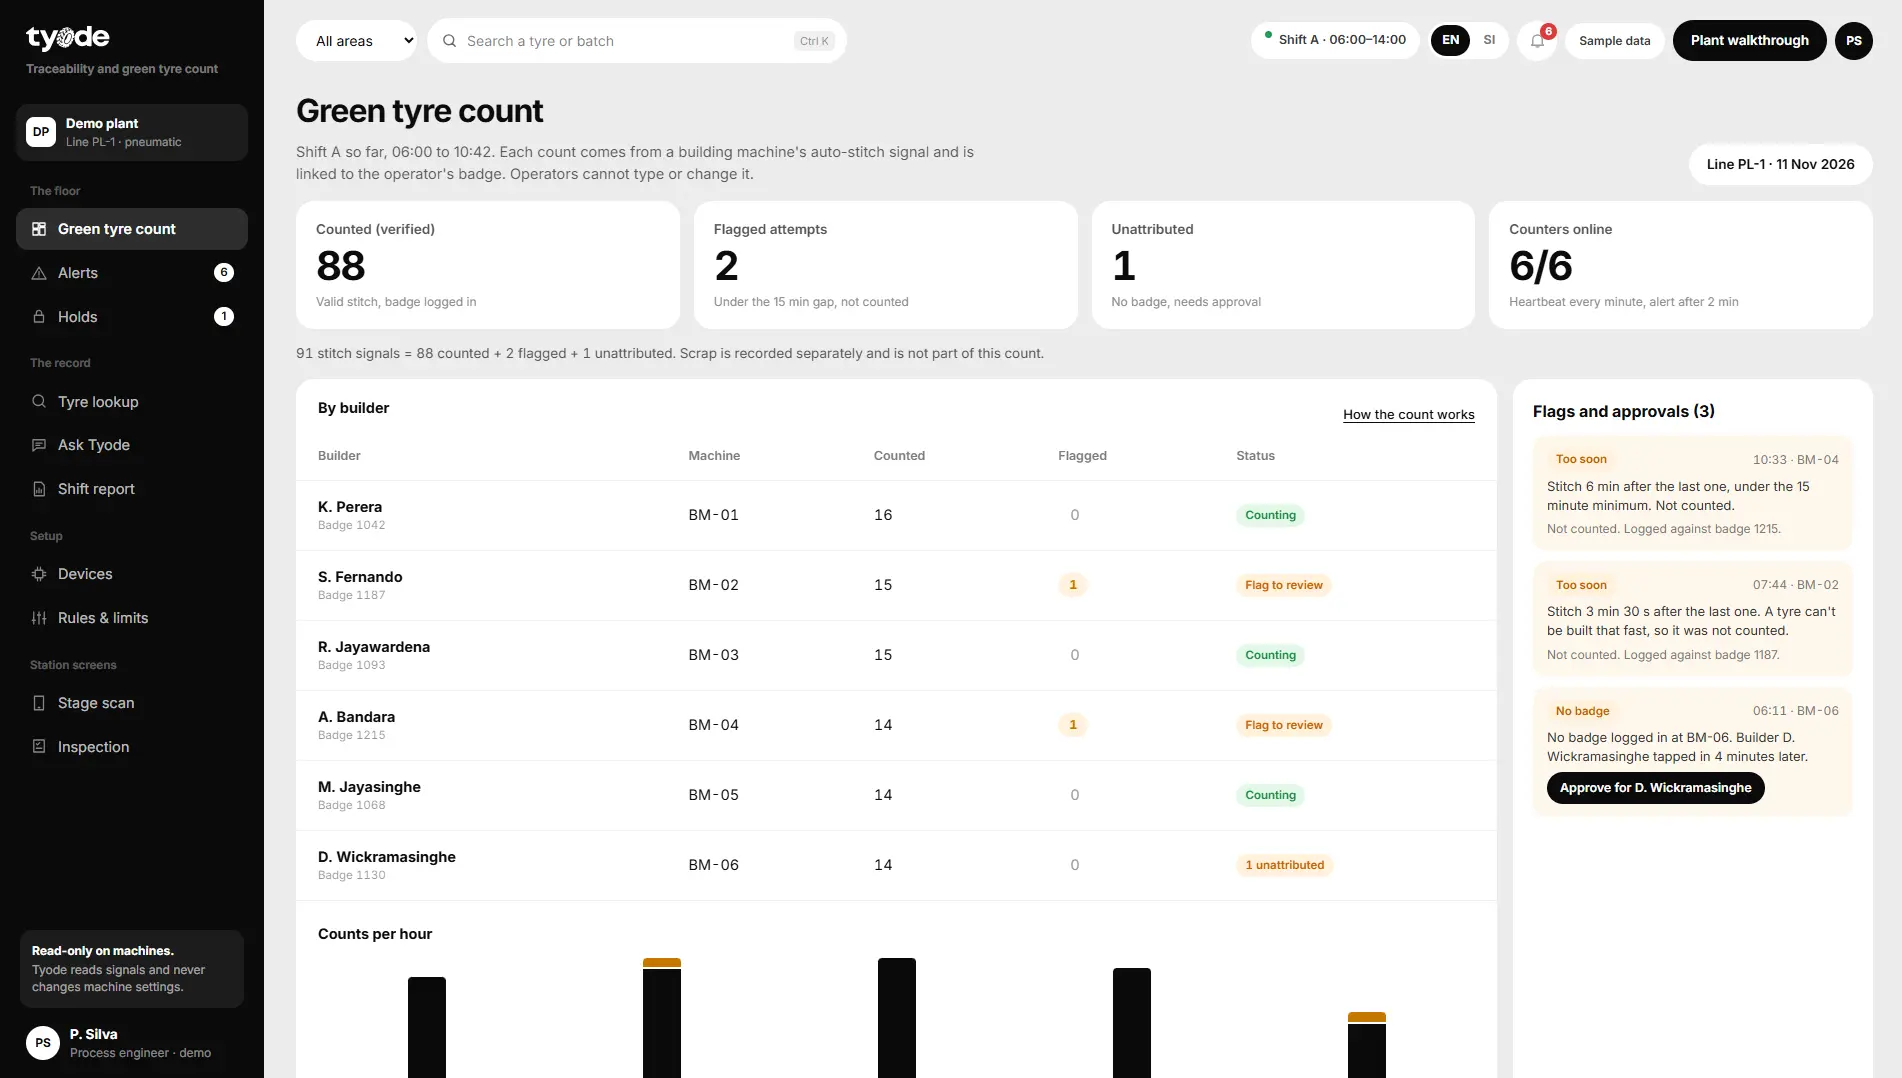 tyode
Traceability and green tyre count
DP
Demo plant
Line PL-1 · pneumatic
The floor
Green tyre count
Alerts
6
Holds
1
The record
Tyre lookup
Ask Tyode
Shift report
Setup
Devices
Rules & limits
Station screens
Stage scan
Inspection
Read-only on machines.
Tyode reads signals and never
changes machine settings.
PS
P. Silva
Process engineer · demo
All areas
Search a tyre or batch
Ctrl K
Shift A · 06:00–14:00
EN
SI
6
Sample data
Plant walkthrough
PS
Green tyre count
Shift A so far, 06:00 to 10:42. Each count comes from a building machine's auto-stitch signal and is
linked to the operator's badge. Operators cannot type or change it.
Line PL-1 · 11 Nov 2026
Counted (verified)
88
Valid stitch, badge logged in
Flagged attempts
2
Under the 15 min gap, not counted
Unattributed
1
No badge, needs approval
Counters online
6/6
Heartbeat every minute, alert after 2 min
91 stitch signals = 88 counted + 2 flagged + 1 unattributed. Scrap is recorded separately and is not part of this count.
By builder
How the count works
Builder Machine Counted Flagged Status
K. Perera
Badge 1042
BM-01 16 0 Counting
S. Fernando
Badge 1187
BM-02 15 1 Flag to review
R. Jayawardena
Badge 1093
BM-03 15 0 Counting
A. Bandara
Badge 1215
BM-04 14 1 Flag to review
M. Jayasinghe
Badge 1068
BM-05 14 0 Counting
D. Wickramasinghe
Badge 1130
BM-06 14 0 1 unattributed
Counts per hour
Flags and approvals (3)
Too soon
10:33 · BM-04
Stitch 6 min after the last one, under the 15
minute minimum. Not counted.
Not counted. Logged against badge 1215.
Too soon
07:44 · BM-02
Stitch 3 min 30 s after the last one. A tyre can't
be built that fast, so it was not counted.
Not counted. Logged against badge 1187.
No badge
06:11 · BM-06
No badge logged in at BM-06. Builder D.
Wickramasinghe tapped in 4 minutes later.
Approve for D. Wickramasinghe